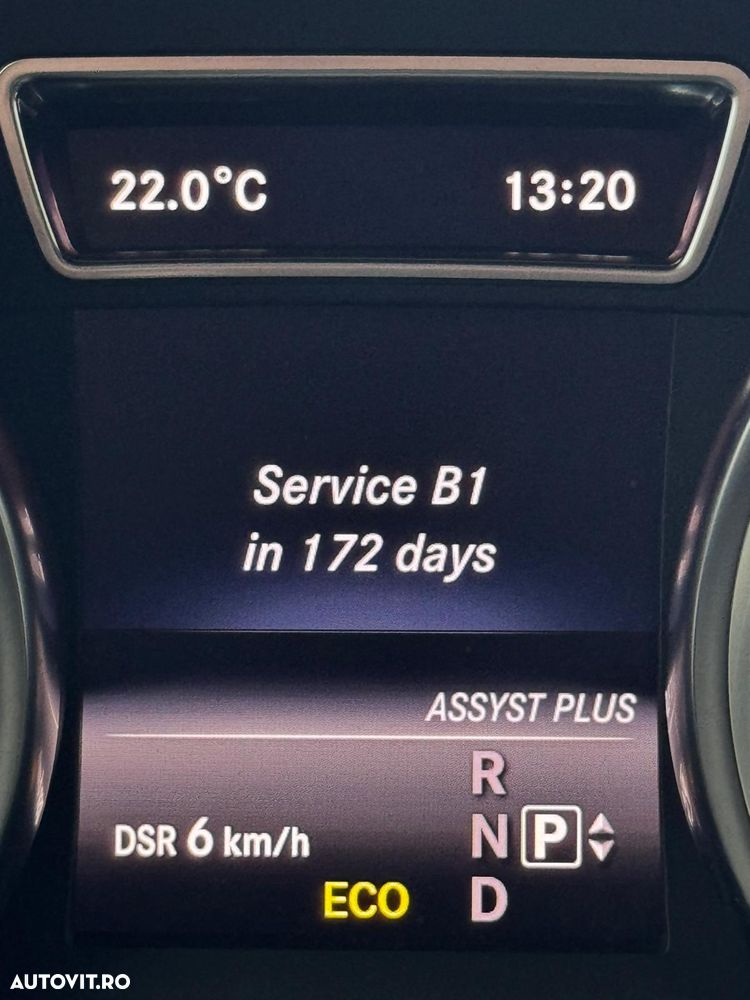 22.0°C 13:20
Service B1
in 172 days
ASSYST PLUS
R
DSR 6 km/h N P
ECO D
AUTOVIT.RO